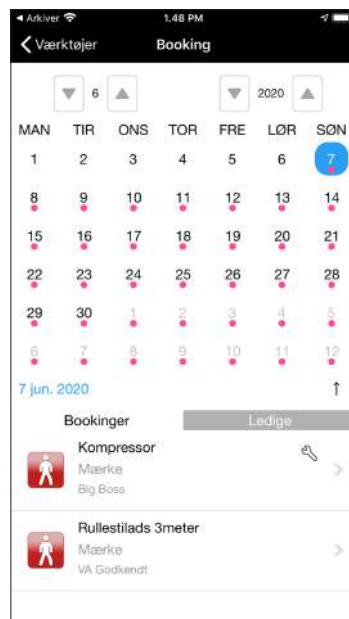 Arkiver 1.48 PM
Værktøjer Booking
6 2020
MAN TIR ONS TOR FRE LØR SØN
1 2 3 4 5 6 7
8 9 10 11 12 13 14
15 16 17 18 19 20 21
22 23 24 25 26 27 28
29 30 1 2 3 4 5
6 7 8 9 10 11 12
7 jun. 2020
Bookinger Ledige
Kompressor
Mærke
Big Boss
Rullestilads 3meter
Mærke
VA Godkendt